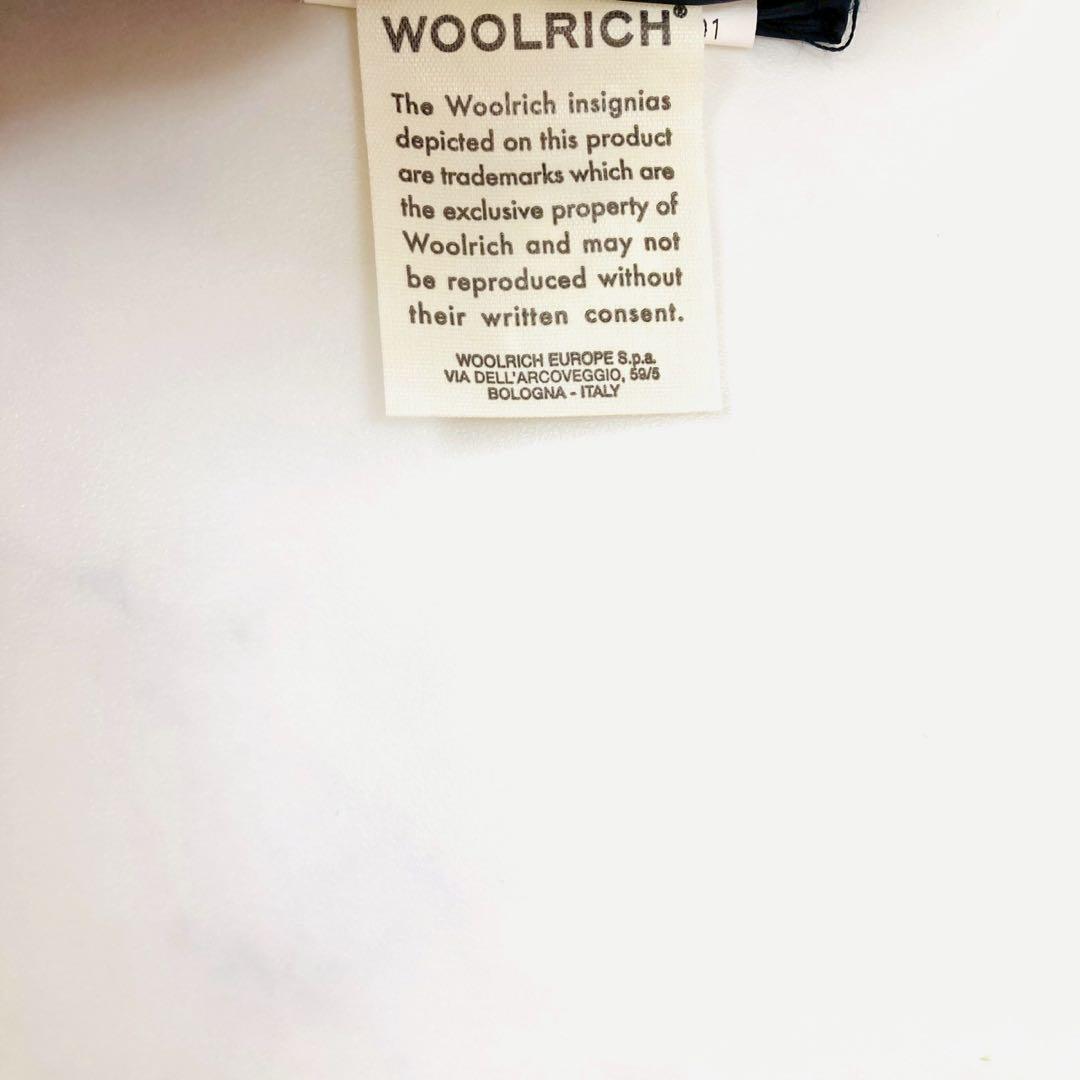 WOOLRICH®
The Woolrich insignias
depicted on this product
are trademarks which are
the exclusive property of
Woolrich and may not
be reproduced without
their written consent.
WOOLRICH EUROPE S.p.a.
VIA DELL'ARCOVEGGIO, 59/5
BOLOGNA - ITALY